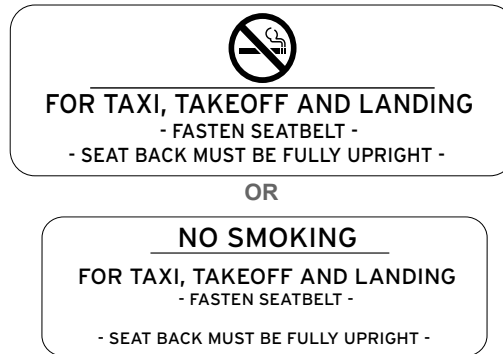 FOR TAXI, TAKEOFF AND LANDING
- FASTEN SEATBELT -
- SEAT BACK MUST BE FULLY UPRIGHT -
OR
NO SMOKING
FOR TAXI, TAKEOFF AND LANDING
- FASTEN SEATBELT -
- SEAT BACK MUST BE FULLY UPRIGHT -